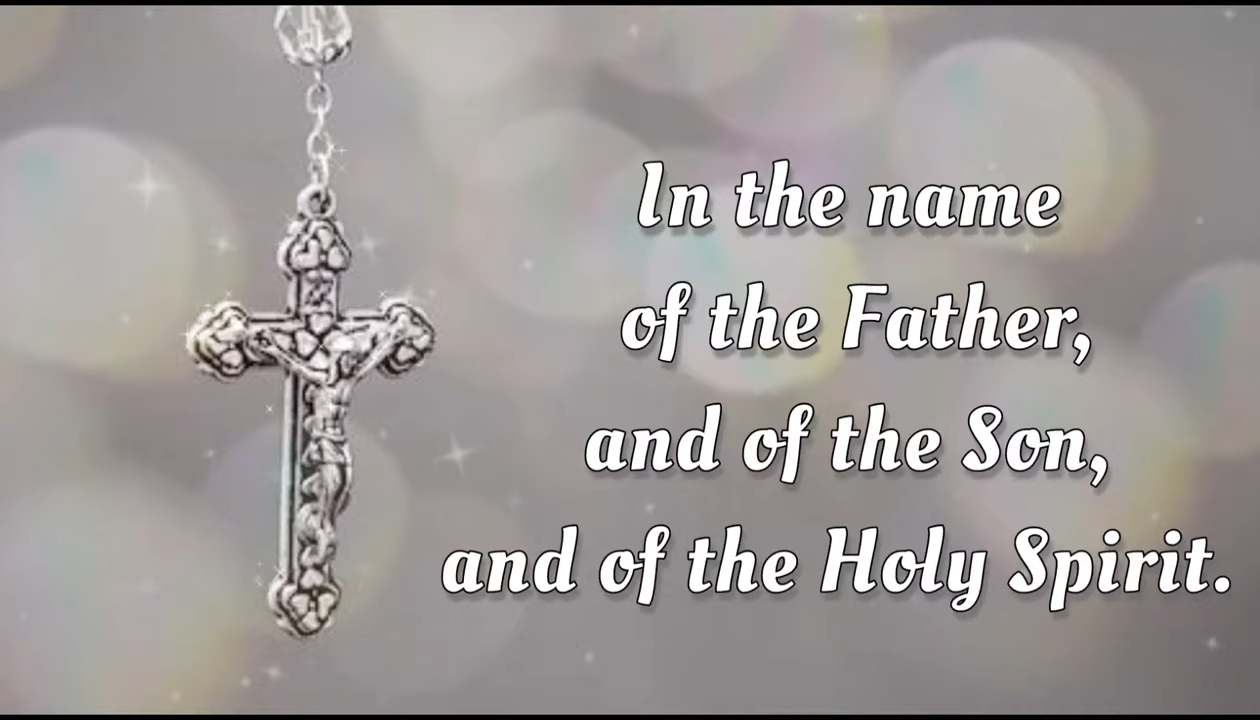 In the name
of the Father,
and of the Son,
and of the Holy Spirit.